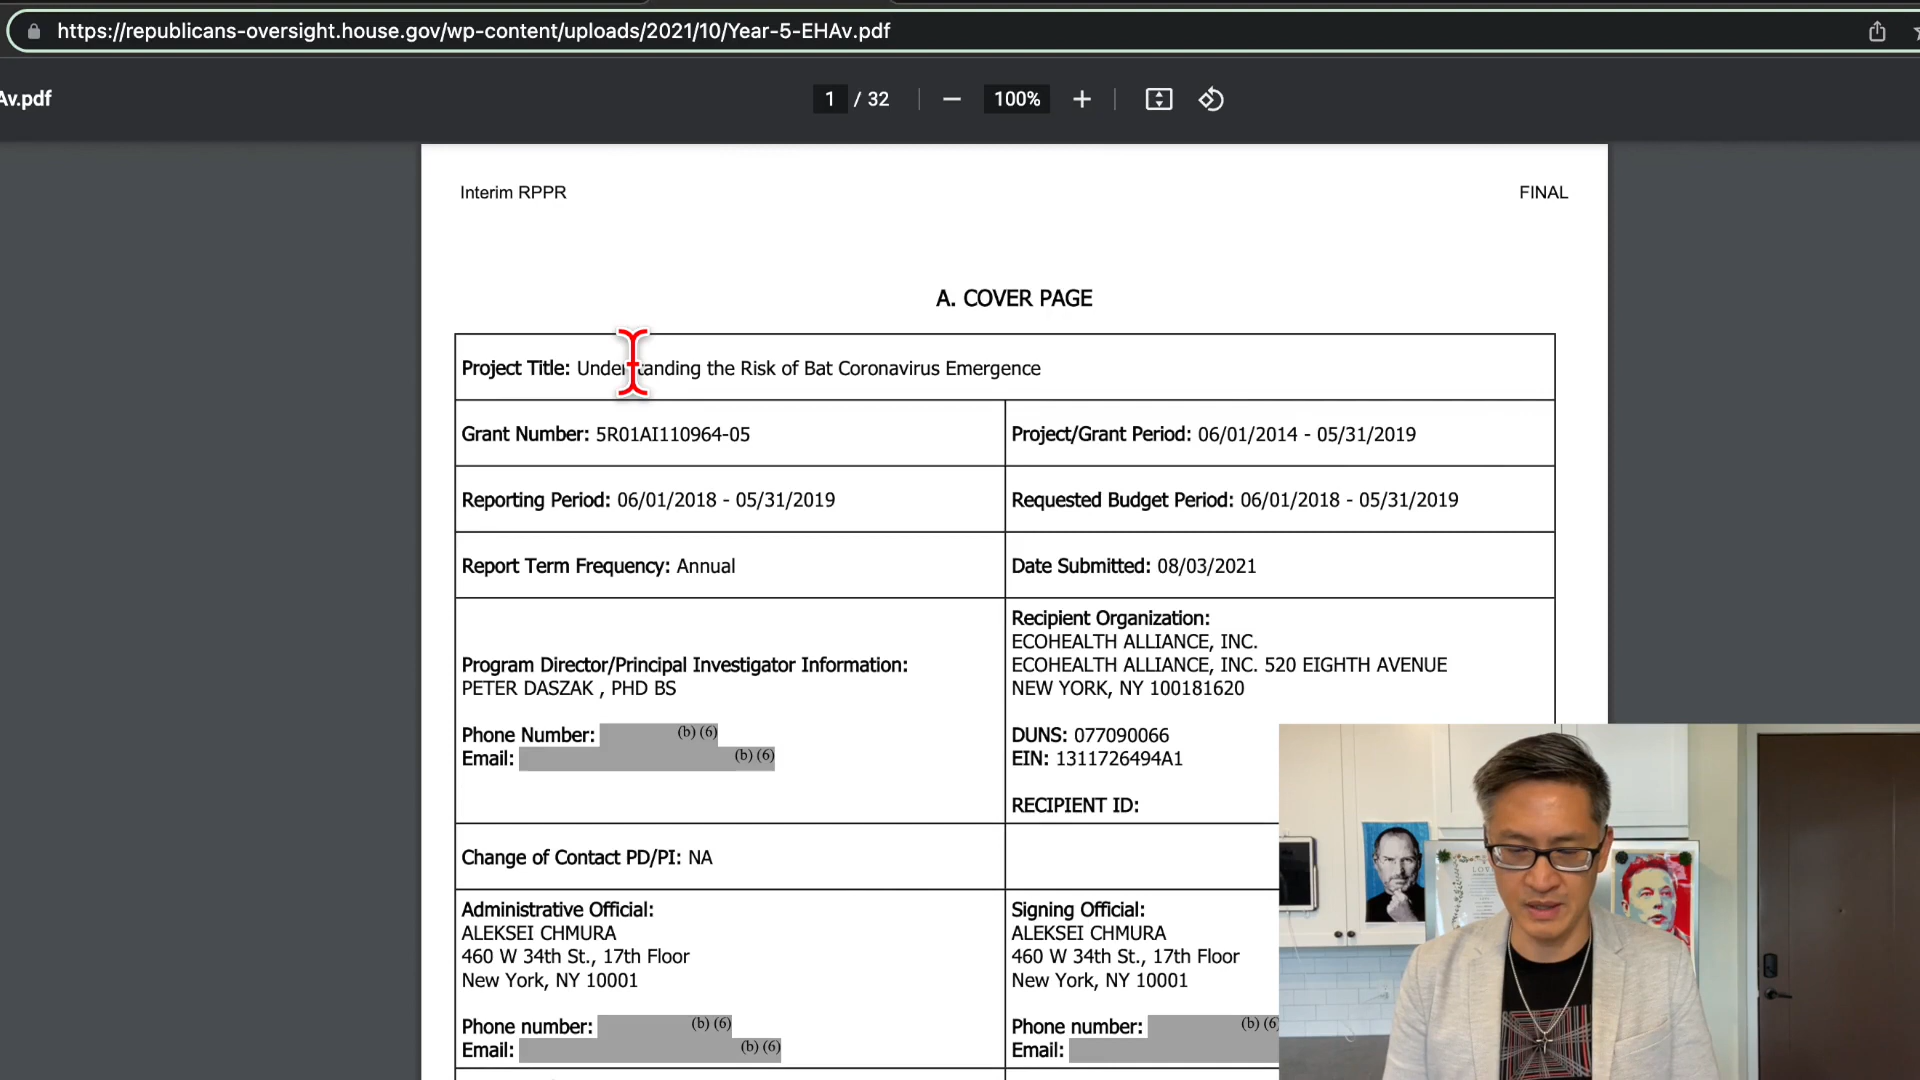 https://republicans-oversight.house.gov/wp-content/uploads/2021/10/Year-5-EHAv.pdf
Av.pdf
1 / 32
100%
Interim RPPR
FINAL
A. COVER PAGE
Project Title: Understanding the Risk of Bat Coronavirus Emergence
Grant Number: 5R01AI110964-05
Project/Grant Period: 06/01/2014 - 05/31/2019
Reporting Period: 06/01/2018 - 05/31/2019
Requested Budget Period: 06/01/2018 - 05/31/2019
Report Term Frequency: Annual
Date Submitted: 08/03/2021
Program Director/Principal Investigator Information:
PETER DASZAK , PHD BS
Phone Number: (b) (6)
Email: (b) (6)
Recipient Organization:
ECOHEALTH ALLIANCE, INC.
ECOHEALTH ALLIANCE, INC. 520 EIGHTH AVENUE
NEW YORK, NY 100181620
DUNS: 077090066
EIN: 1311726494A1
RECIPIENT ID:
Change of Contact PD/PI: NA
Administrative Official:
ALEKSEI CHMURA
460 W 34th St., 17th Floor
New York, NY 10001
Phone number: (b) (6)
Email: (b) (6)
Signing Official:
ALEKSEI CHMURA
460 W 34th St., 17th Floor
New York, NY 10001
Phone number: (b) (6
Email: